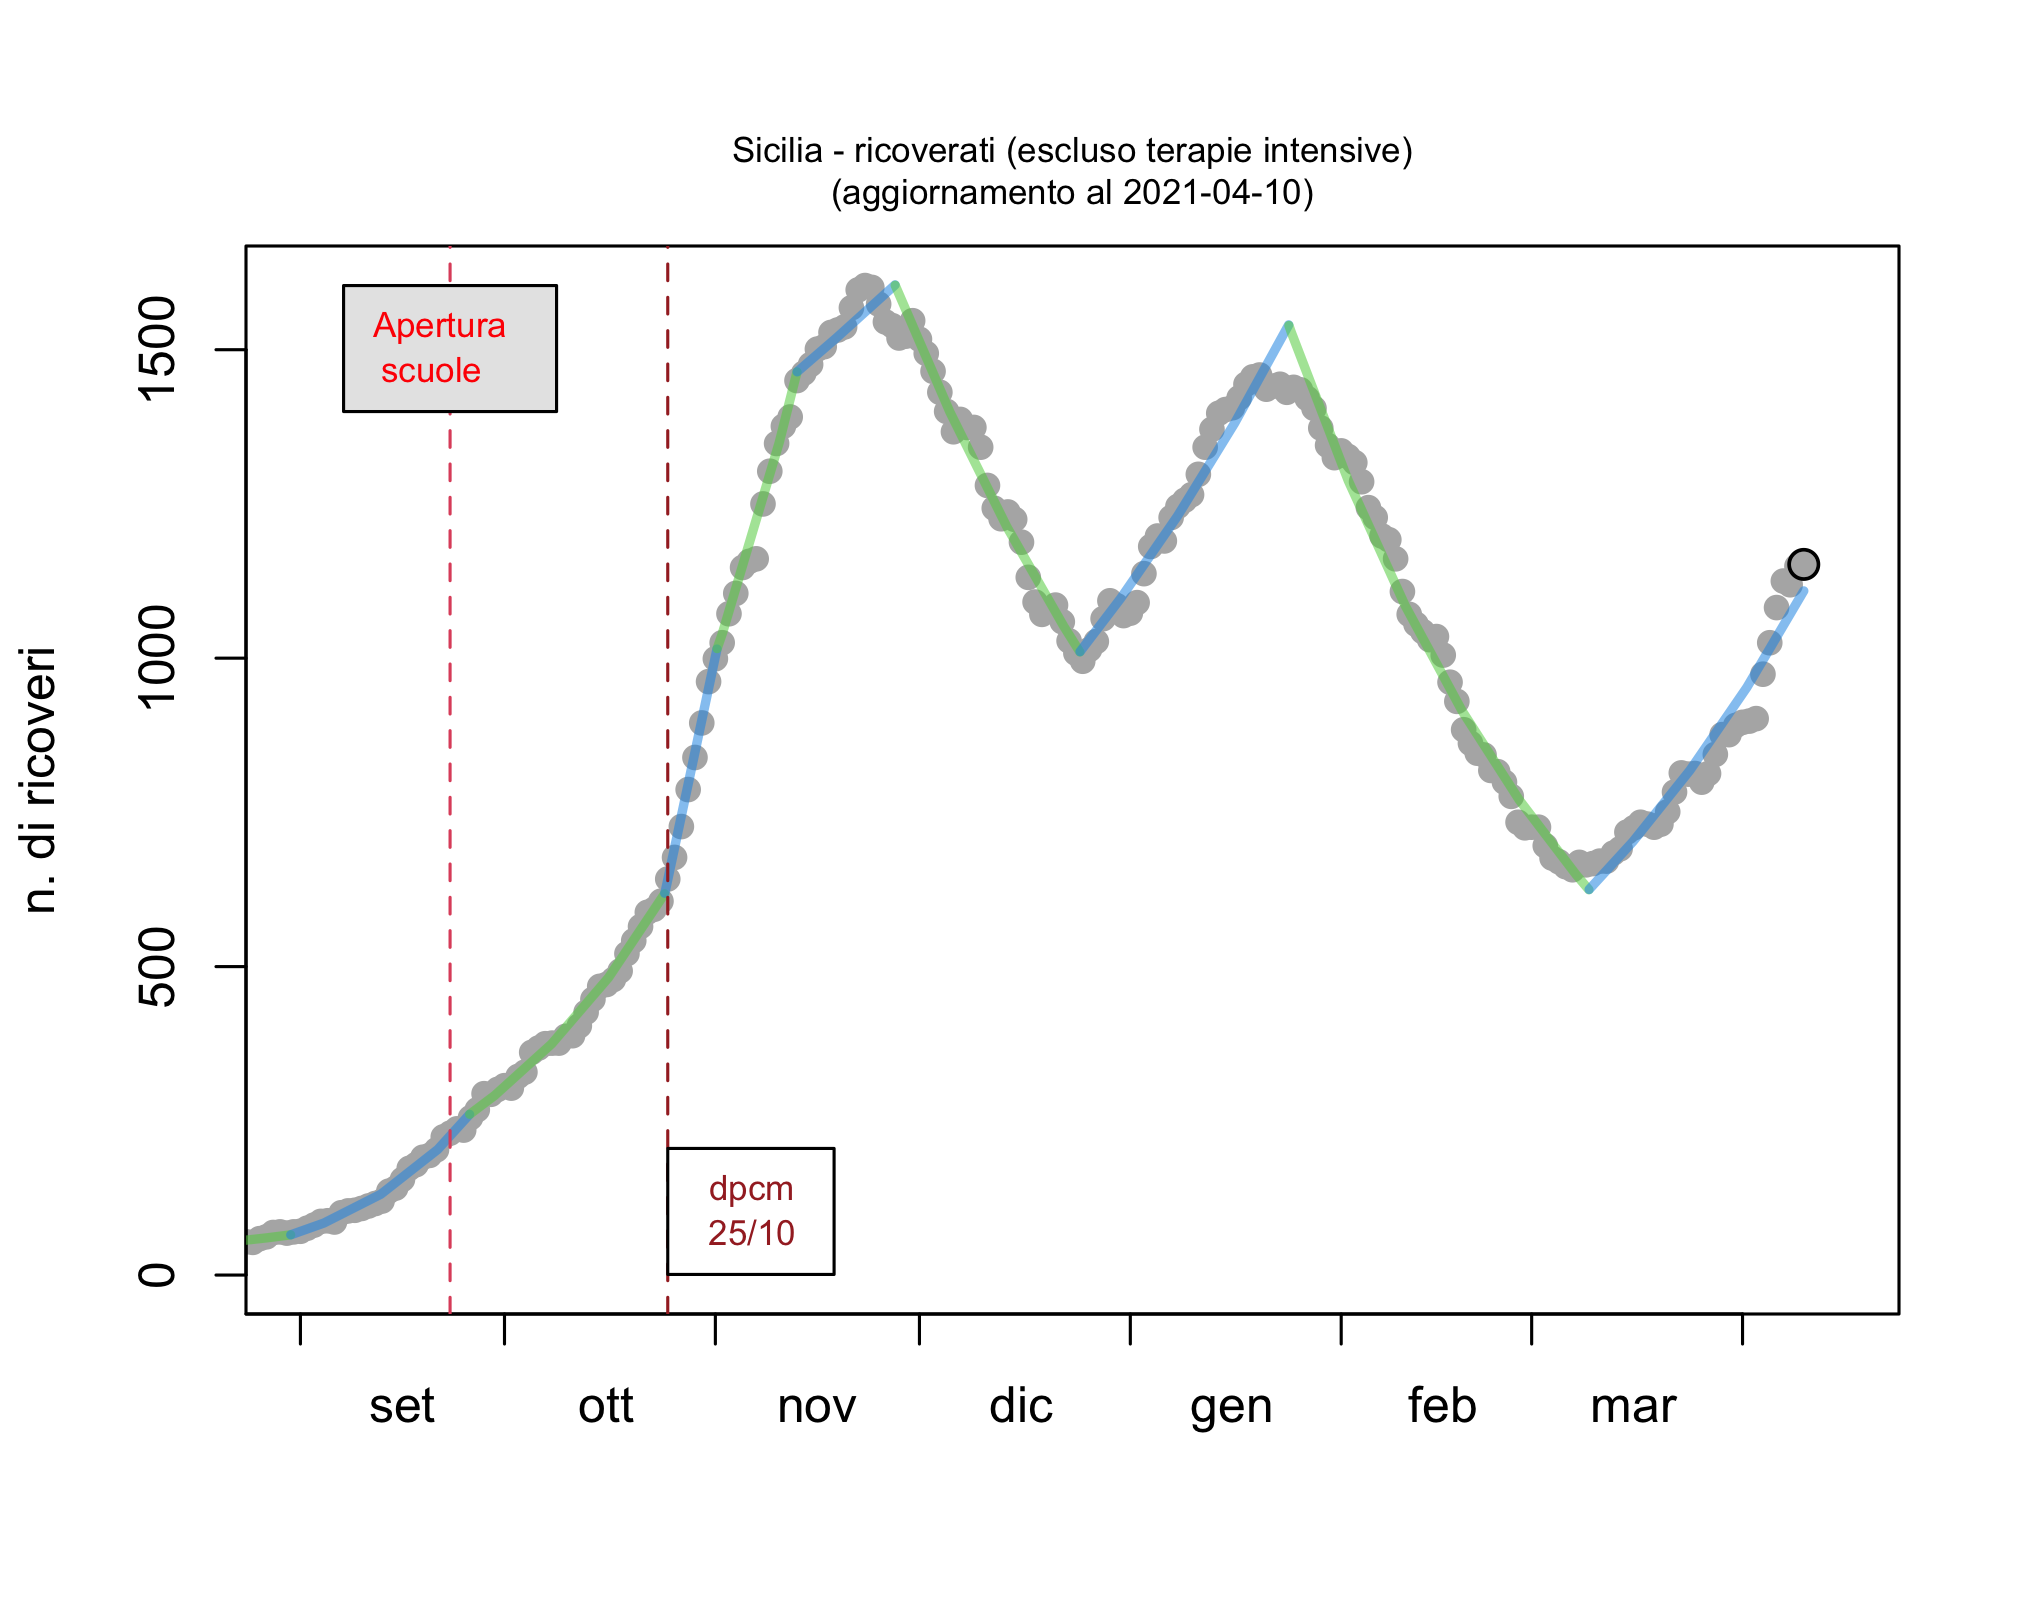 Sicilia - ricoverati (escluso terapie intensive)
(aggiornamento al 2021-04-10)
n. di ricoveri
1500
1000
500
0
Apertura
scuole
dpcm
25/10
set ott nov dic gen feb mar